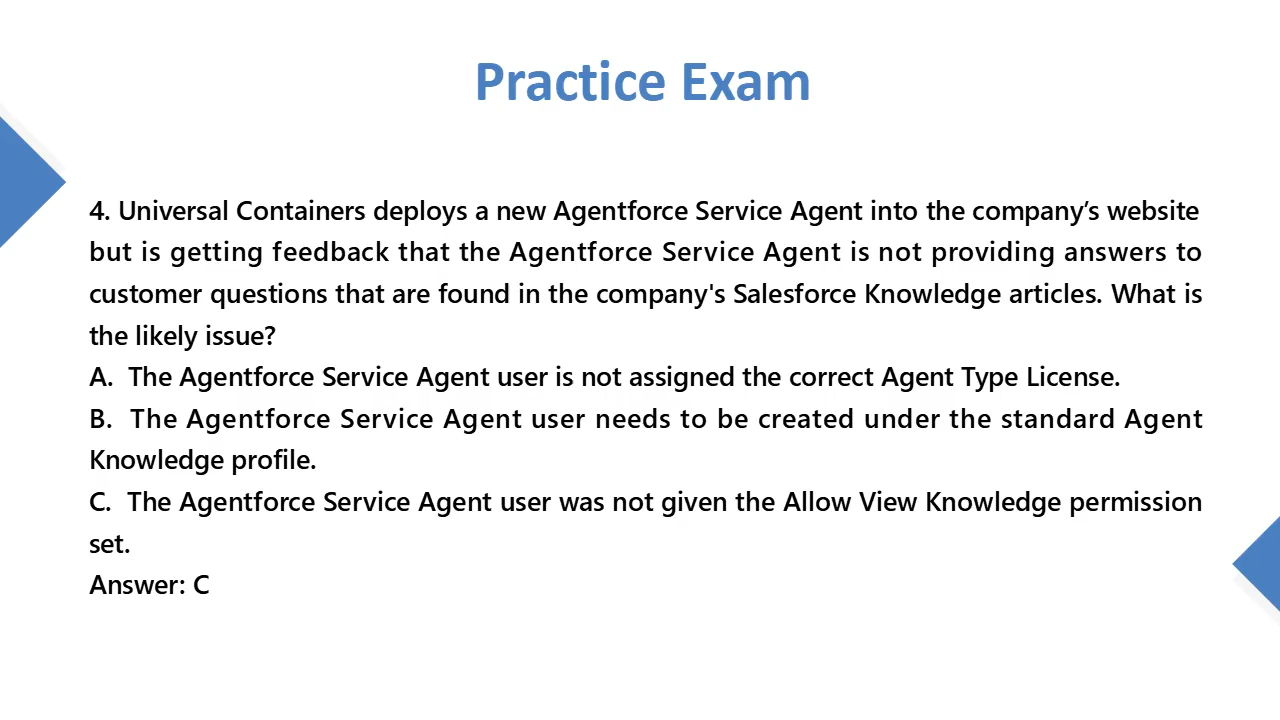 Practice Exam
4. Universal Containers deploys a new Agentforce Service Agent into the company’s website
but is getting feedback that the Agentforce Service Agent is not providing answers to
customer questions that are found in the company's Salesforce Knowledge articles. What is
the likely issue?
A. The Agentforce Service Agent user is not assigned the correct Agent Type License.
B. The Agentforce Service Agent user needs to be created under the standard Agent
Knowledge profile.
C. The Agentforce Service Agent user was not given the Allow View Knowledge permission
set.
Answer: C